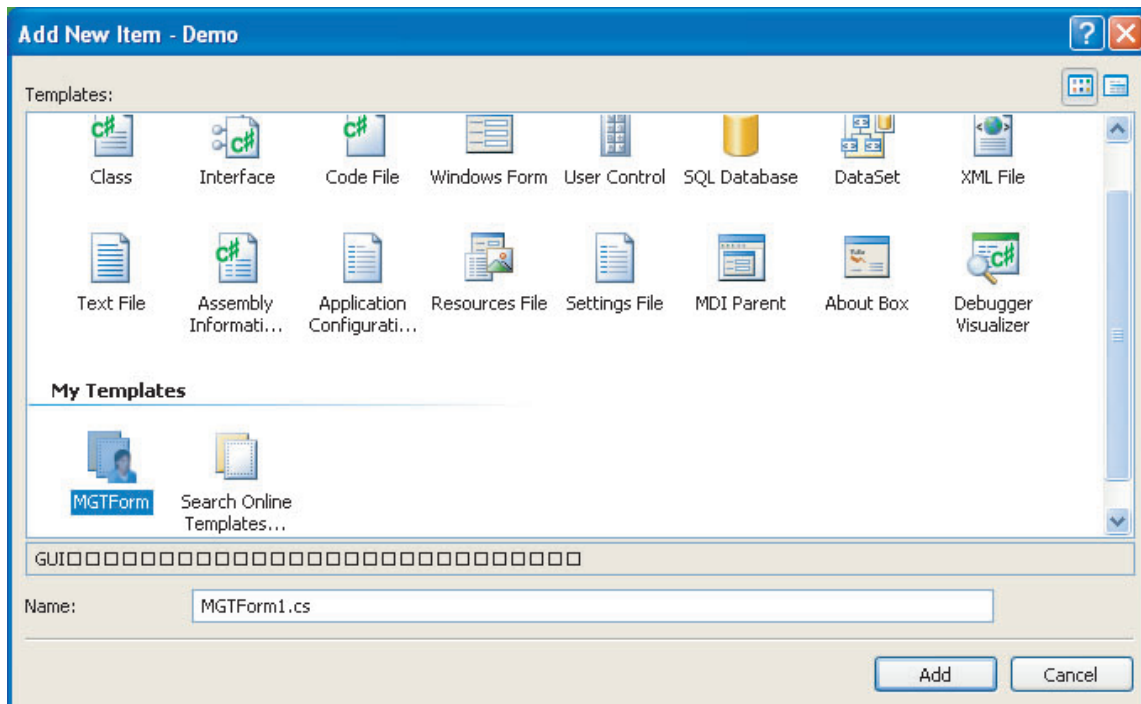 Add New Item - Demo
Templates:
Class
Interface
Code File
Windows Form
User Control
SQL Database
DataSet
XML File
Text File
Assembly
Informati...
Application
Configurati...
Resources File
Settings File
MDI Parent
About Box
Debugger
Visualizer
My Templates
MGTForm
Search Online
Templates...
GUI□□□□□□□□□□□□□□□□□□□□□□□□□□□□
Name:
MGTForm1.cs
Add
Cancel